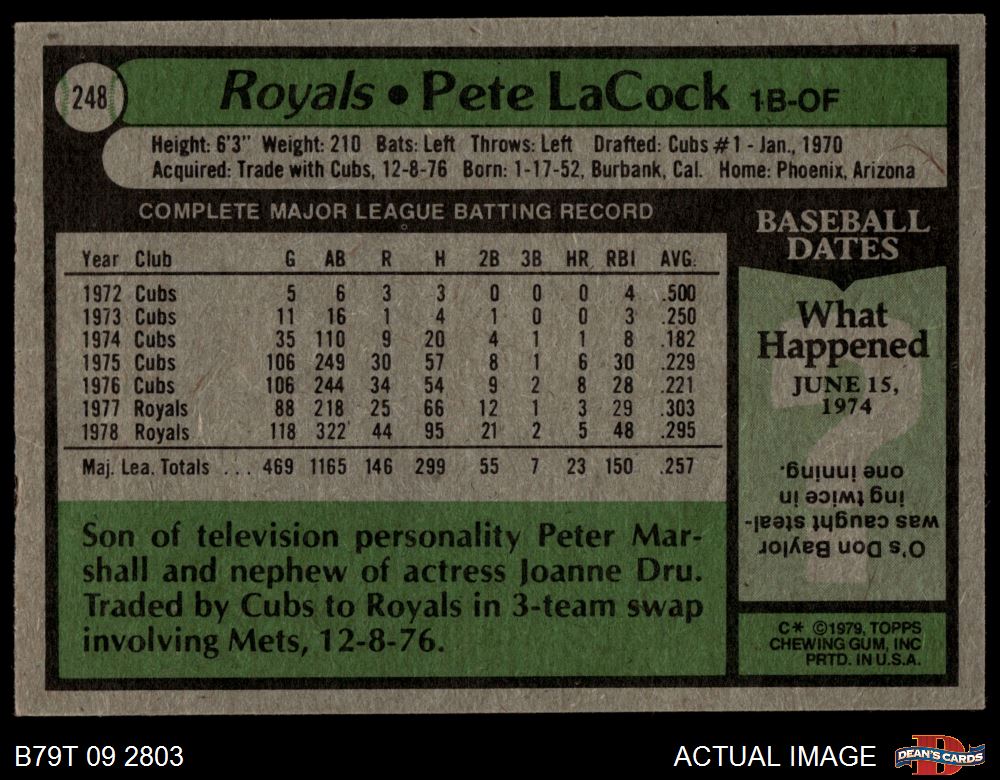 248
Royals • Pete LaCock 1B-OF
Height: 6'3" Weight: 210 Bats: Left Throws: Left Drafted: Cubs #1 - Jan., 1970
Acquired: Trade with Cubs, 12-8-76 Born: 1-17-52, Burbank, Cal. Home: Phoenix, Arizona
COMPLETE MAJOR LEAGUE BATTING RECORD
Year Club G AB R H 2B 3B HR RBI AVG.
1972 Cubs 5 6 3 3 0 0 0 4 .500
1973 Cubs 11 16 1 4 1 0 0 3 .250
1974 Cubs 35 110 9 20 4 1 1 8 .182
1975 Cubs 106 249 30 57 8 1 6 30 .229
1976 Cubs 106 244 34 54 9 2 8 28 .221
1977 Royals 88 218 25 66 12 1 3 29 .303
1978 Royals 118 322 44 95 21 2 5 48 .295
Maj. Lea. Totals ... 469 1165 146 299 55 7 23 150 .257
Son of television personality Peter Mar-
shall and nephew of actress Joanne Dru.
Traded by Cubs to Royals in 3-team swap
involving Mets, 12-8-76.
BASEBALL
DATES
What
Happened
JUNE 15,
1974
?
O's Don Baylor
was caught steal-
ing twice in
one inning.
C* ©1979, TOPPS
CHEWING GUM, INC
PRTD. IN U.S.A.
B79T 09 2803
ACTUAL IMAGE
D
DEAN'S CARDS